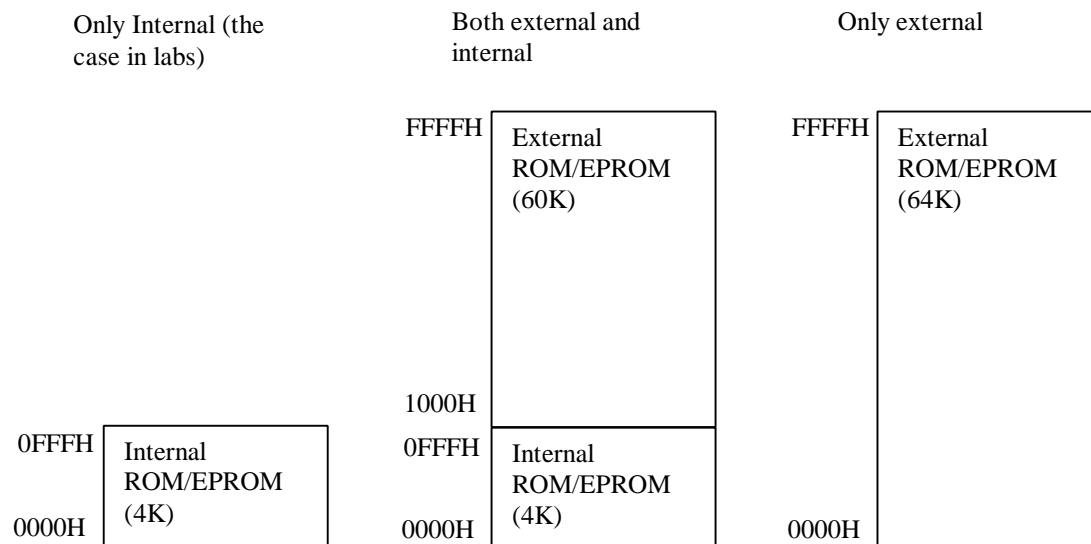 Only Internal (the
case in labs)
Both external and
internal
Only external
FFFFH
External
ROM/EPROM
(60K)
FFFFH
External
ROM/EPROM
(64K)
1000H
0FFFH
Internal
ROM/EPROM
(4K)
0000H
0FFFH
Internal
ROM/EPROM
(4K)
0000H
0000H